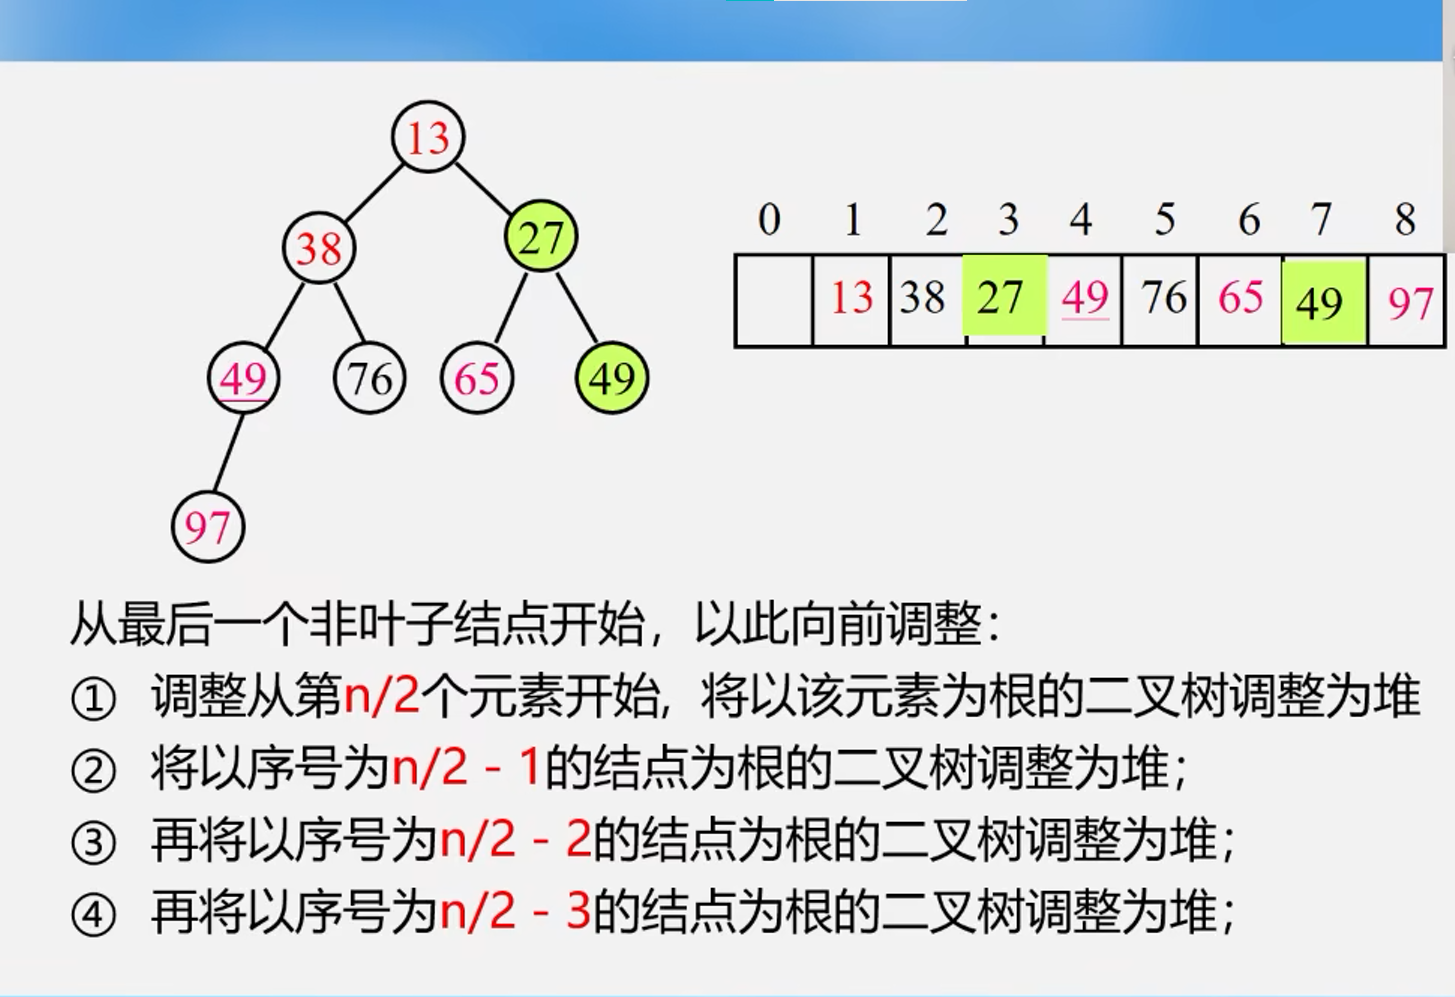 13
38
27
49
76
65
49
97
0 1 2 3 4 5 6 7 8
13 38 27 49 76 65 49 97
从最后一个非叶子结点开始，以此向前调整：
① 调整从第n/2个元素开始, 将以该元素为根的二叉树调整为堆
② 将以序号为n/2 - 1的结点为根的二叉树调整为堆；
③ 再将以序号为n/2 - 2的结点为根的二叉树调整为堆；
④ 再将以序号为n/2 - 3的结点为根的二叉树调整为堆；